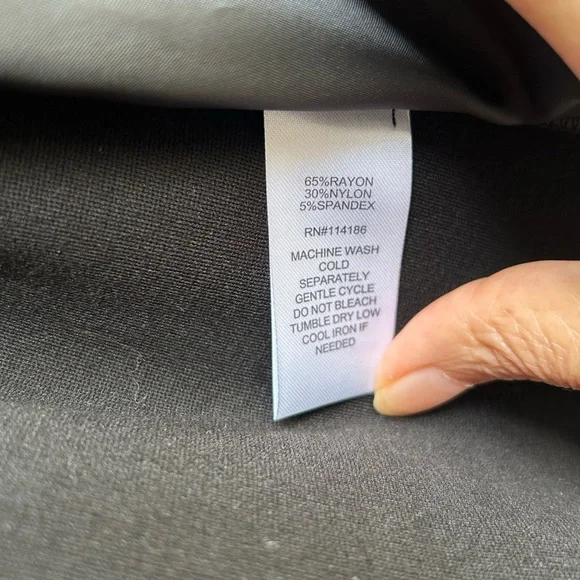 65%RAYON
30%NYLON
5%SPANDEX
RN#114186
MACHINE WASH
COLD
SEPARATELY
GENTLE CYCLE
DO NOT BLEACH
TUMBLE DRY LOW
COOL IRON IF
NEEDED